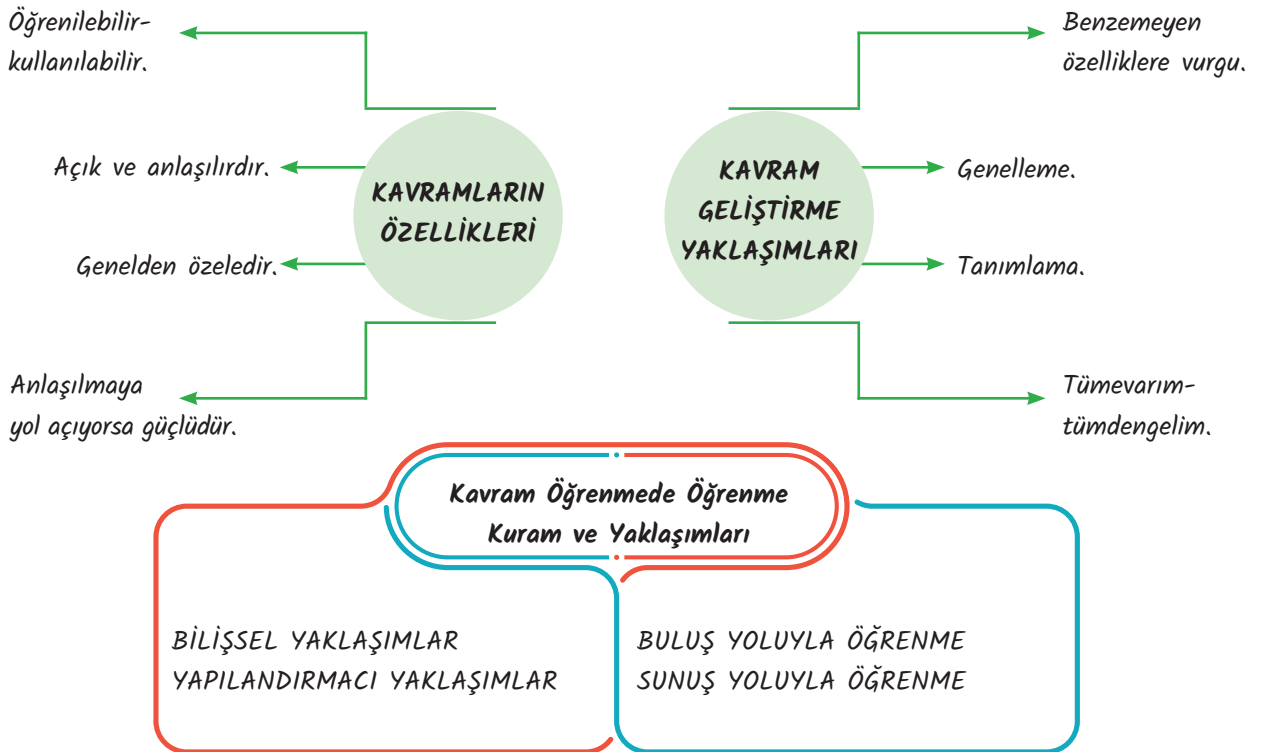 Öğrenilebilir-
kullanılabilir.
Açık ve anlaşılırdır.
Genelden özeledir.
Anlaşılmaya
yol açıyorsa güçlüdür.
KAVRAMLARIN
ÖZELLİKLERİ
KAVRAM
GELİŞTİRME
YAKLAŞIMLARI
Benzemeyen
özelliklere vurgu.
Genelleme.
Tanımlama.
Tümevarım-
tümdengelim.
Kavram Öğrenmede Öğrenme
Kuram ve Yaklaşımları
BİLİŞSEL YAKLAŞIMLAR
YAPILANDIRMACI YAKLAŞIMLAR
BULUŞ YOLUYLA ÖĞRENME
SUNUŞ YOLUYLA ÖĞRENME